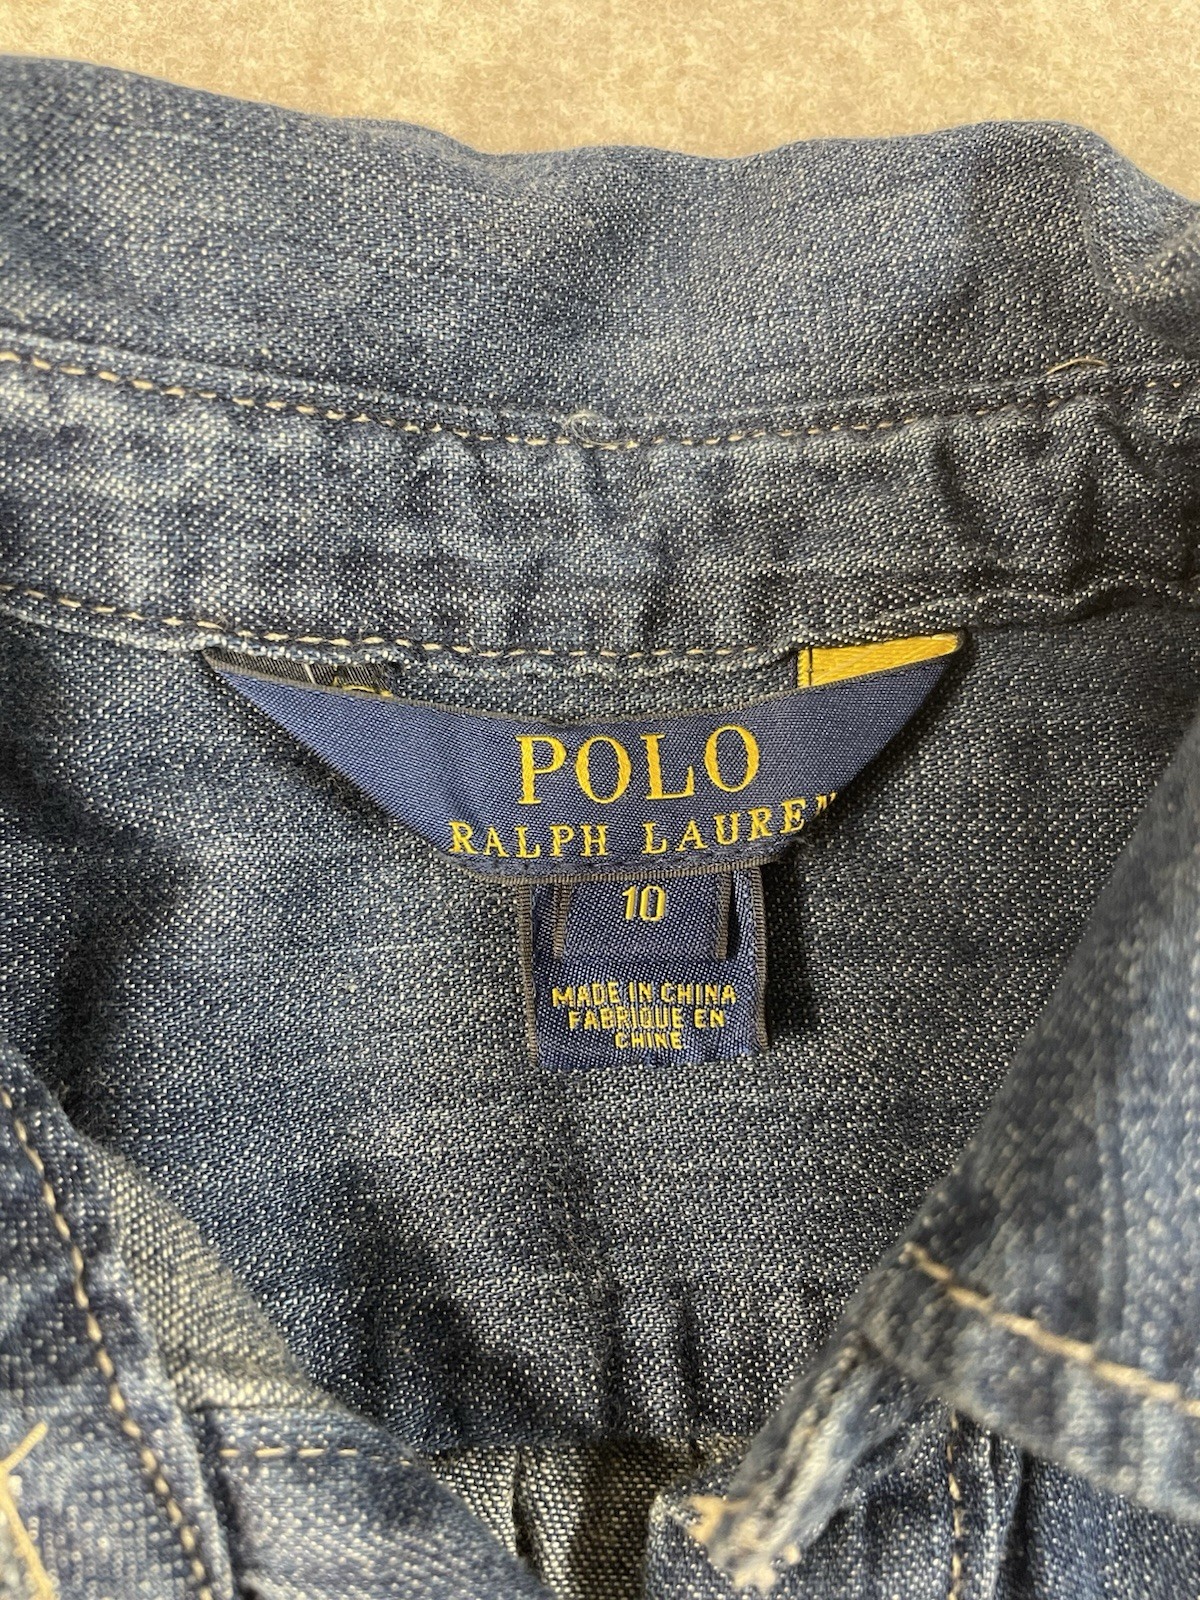 POLO
RALPH LAUREN
10
MADE IN CHINA
FABRIQUE EN
CHINE